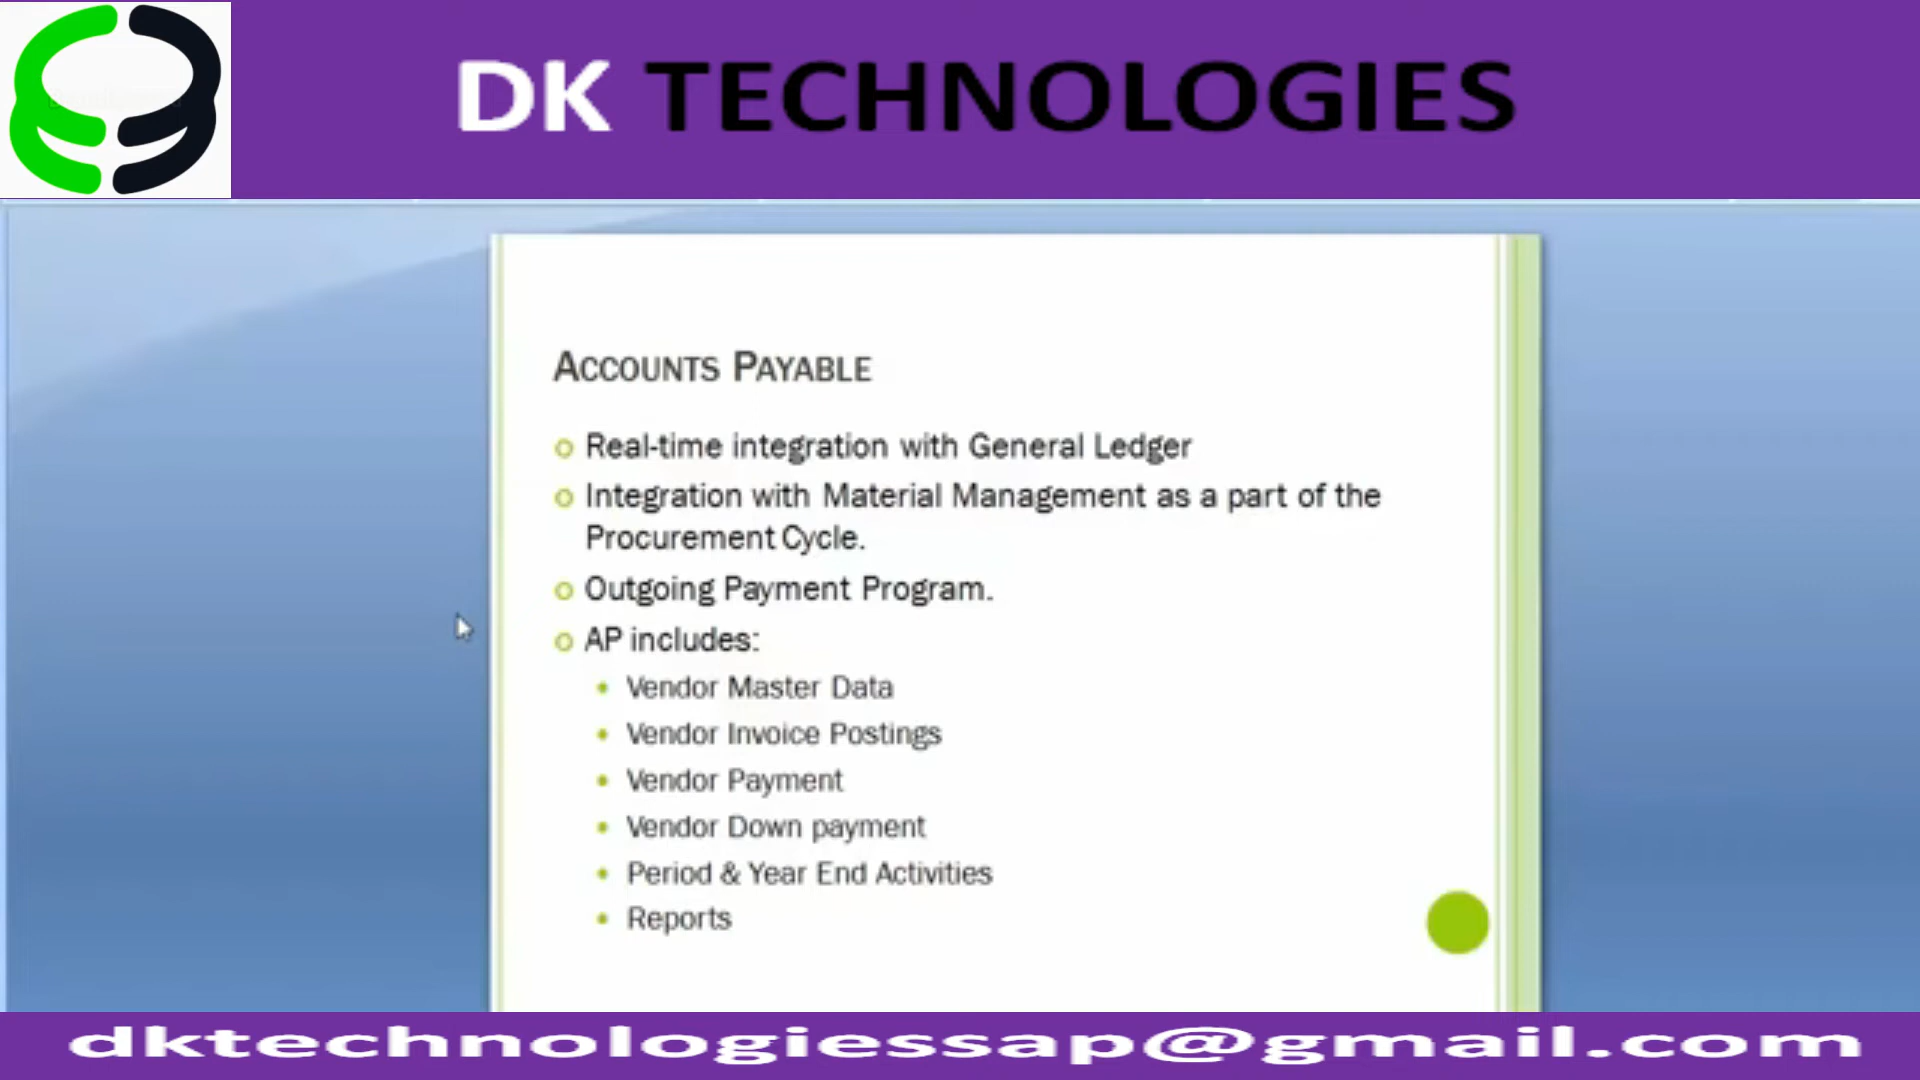 DK TECHNOLOGIES
ACCOUNTS PAYABLE
Real-time integration with General Ledger
Integration with Material Management as a part of the
Procurement Cycle.
Outgoing Payment Program.
AP includes:
Vendor Master Data
Vendor Invoice Postings
Vendor Payment
Vendor Down payment
Period & Year End Activities
Reports
dktechnologiessap@gmail.com